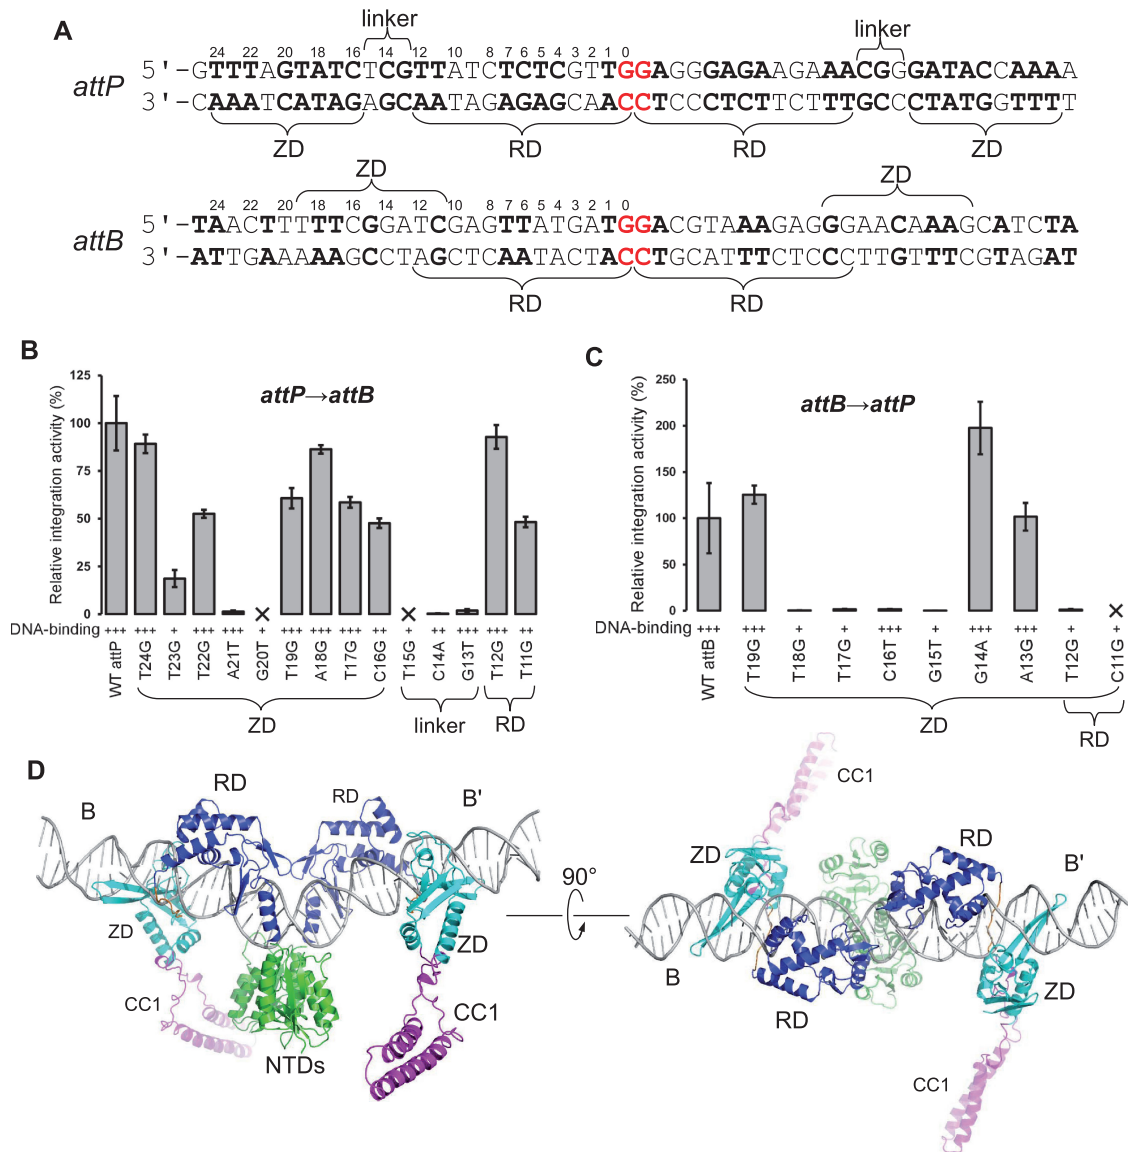 A
linker
linker
24 22 20 18 16 14 12 10 8 7 6 5 4 3 2 1 0
attP
5'-GTTTAGTATCTCGTTATCTCTCGTTGGAGGGAGAAGAAACGGGATACCAAAA
3'-CAAATCATAGAGCAATAGAGAGCAACCTCCCTCTTCTTTGCCCTATGGTTTT
ZD RD RD ZD
ZD ZD
24 22 20 18 16 14 12 10 8 7 6 5 4 3 2 1 0
attB
5'-TAACTTTTTTCGGATCGAGTTATGATGGACGTAAAGAGGGAACAAAGCATCTA
3'-ATTGAAAAAAGCCTAGCTCAATACTACCTGCATTTCTCCCTTGTTTCGTAGAT
RD RD
B
Relative integration activity (%)
125
100
75
50
25
0
attP→attB
× ×
DNA-binding +++ +++ + +++ +++ + +++ +++ +++ ++ + ++ +++ +++ ++
WT attP T24G T23G T22G A21T G20T T19G A18G T17G C16G T15G C14A G13T T12G T11G
ZD linker RD
C
Relative integration activity (%)
250
200
150
100
50
0
attB→attP
×
DNA-binding +++ +++ + + +++ + +++ +++ + +
WT attB T19G T18G T17G C16T G15T G14A A13G T12G C11G
ZD
RD
D
B RD RD B'
ZD ZD
CC1 NTDs CC1
90°
CC1
ZD RD B'
B RD ZD
CC1